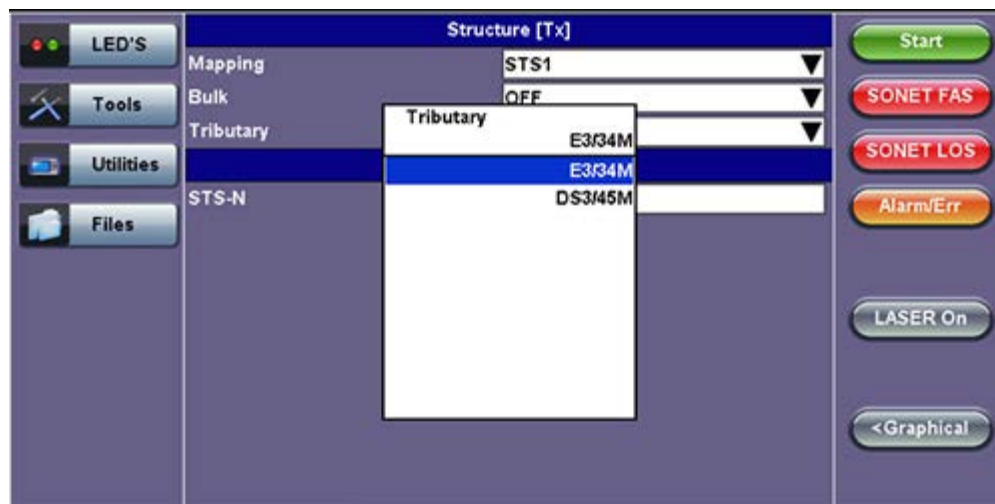 LED'S
Tools
Utilities
Files
Structure [Tx]
Mapping STS1
Bulk OFF
Tributary
STS-N
Tributary
E3/34M
E3/34M
DS3/45M
Start
SONET FAS
SONET LOS
Alarm/Err
LASER On
<Graphical